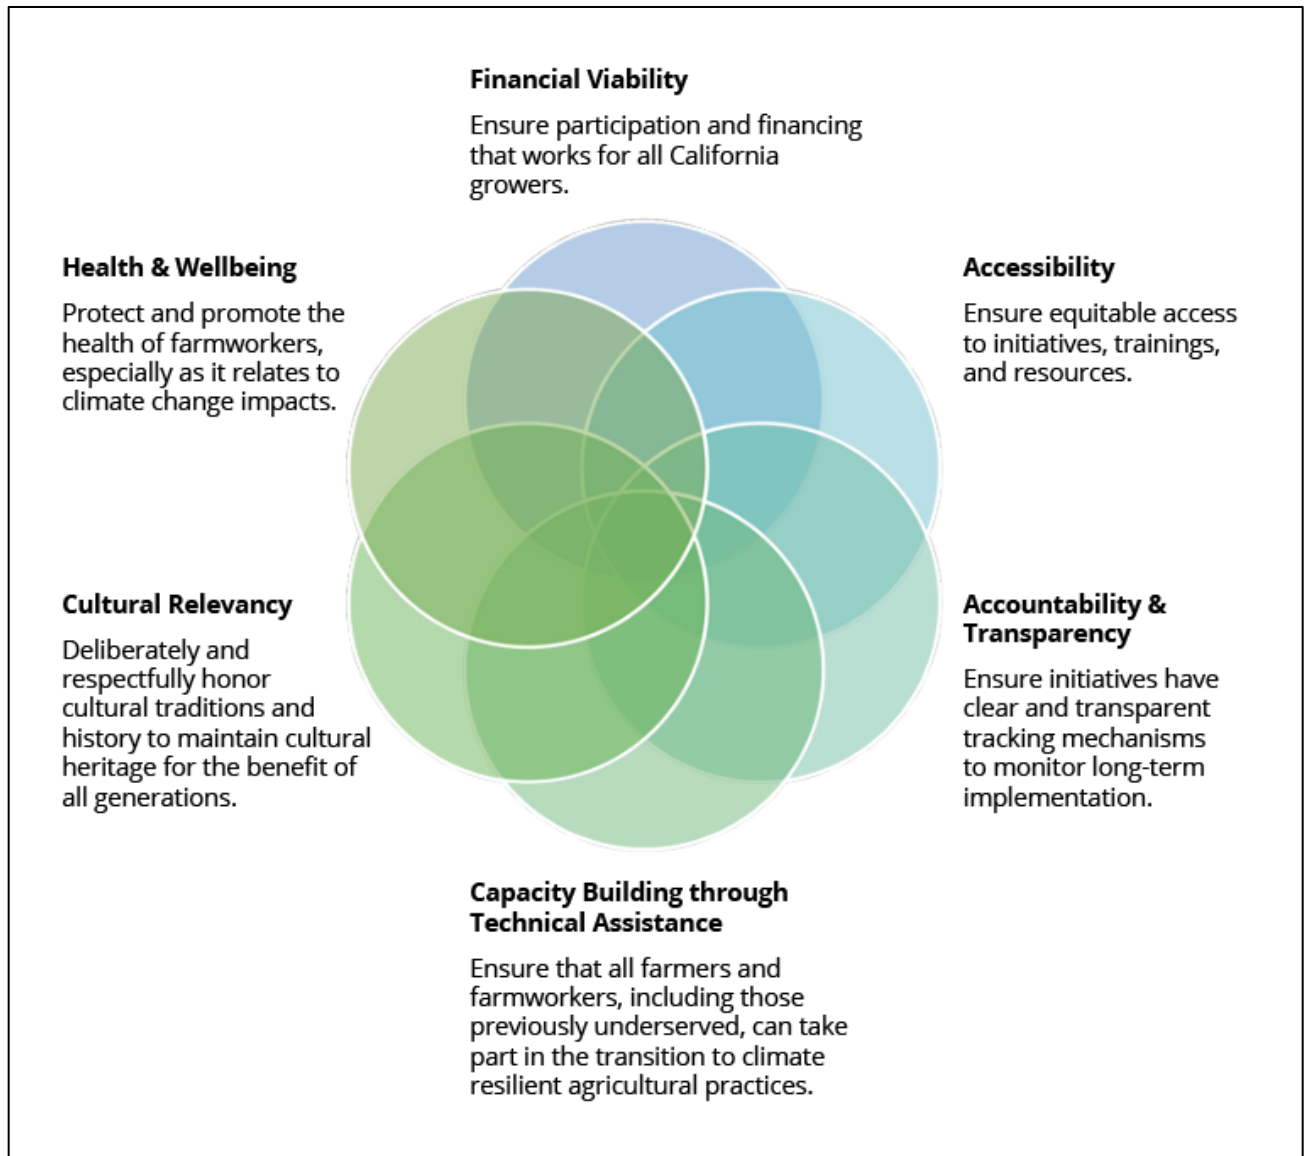 Financial Viability
Ensure participation and financing
that works for all California
growers.
Health & Wellbeing
Protect and promote the
health of farmworkers,
especially as it relates to
climate change impacts.
Accessibility
Ensure equitable access
to initiatives, trainings,
and resources.
Cultural Relevancy
Deliberately and
respectfully honor
cultural traditions and
history to maintain cultural
heritage for the benefit of
all generations.
Accountability &
Transparency
Ensure initiatives have
clear and transparent
tracking mechanisms
to monitor long-term
implementation.
Capacity Building through
Technical Assistance
Ensure that all farmers and
farmworkers, including those
previously underserved, can take
part in the transition to climate
resilient agricultural practices.